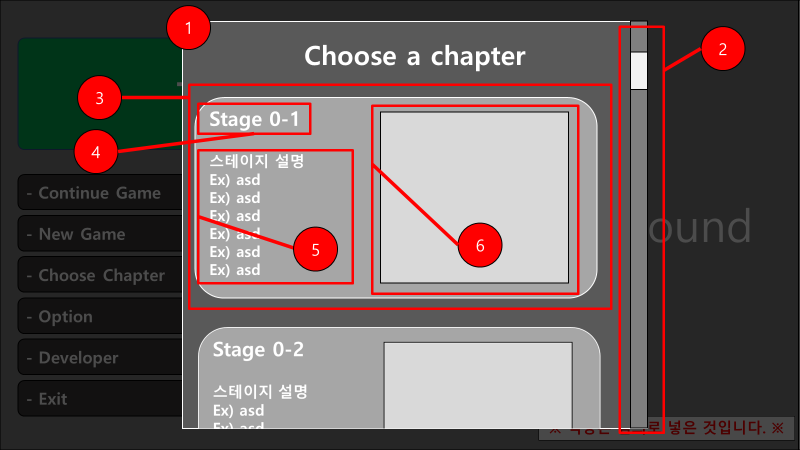 1
Choose a chapter
2
3
Stage 0-1
4
스테이지 설명
Ex) asd
Ex) asd
Ex) asd
Ex) asd
Ex) asd
Ex) asd
5
6
- Continue Game
- New Game
- Choose Chapter
- Option
- Developer
- Exit
ound
Stage 0-2
스테이지 설명
Ex) asd
Ex) asd
넣은 것입니다. ※